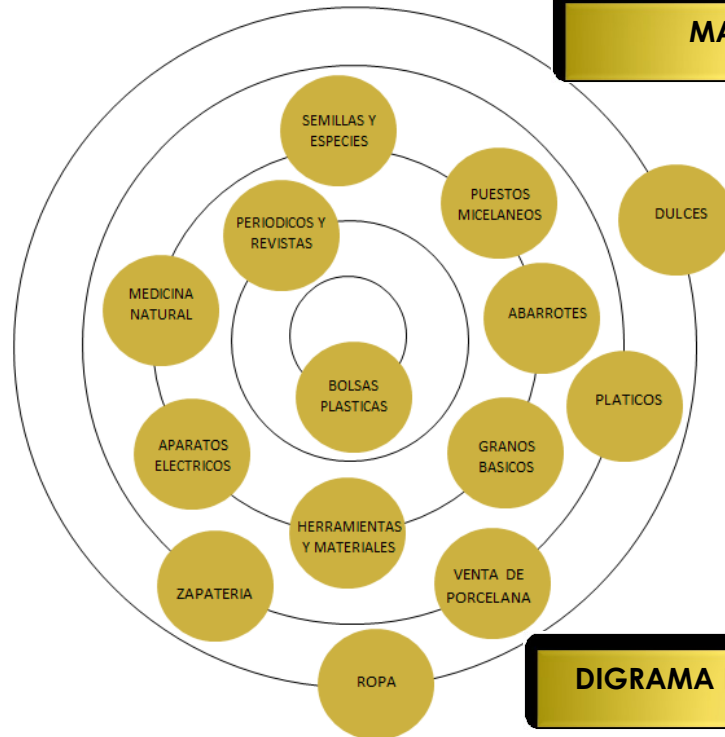 MA
SEMILLAS Y
ESPECIES
PUESTOS
MICELANEOS
DULCES
PERIODICOS Y
REVISTAS
MEDICINA
NATURAL
ABARROTES
BOLSAS
PLASTICAS
PLATICOS
APARATOS
ELECTRICOS
GRANOS
BASICOS
HERRAMIENTAS
Y MATERIALES
ZAPATERIA
VENTA DE
PORCELANA
ROPA
DIGRAMA